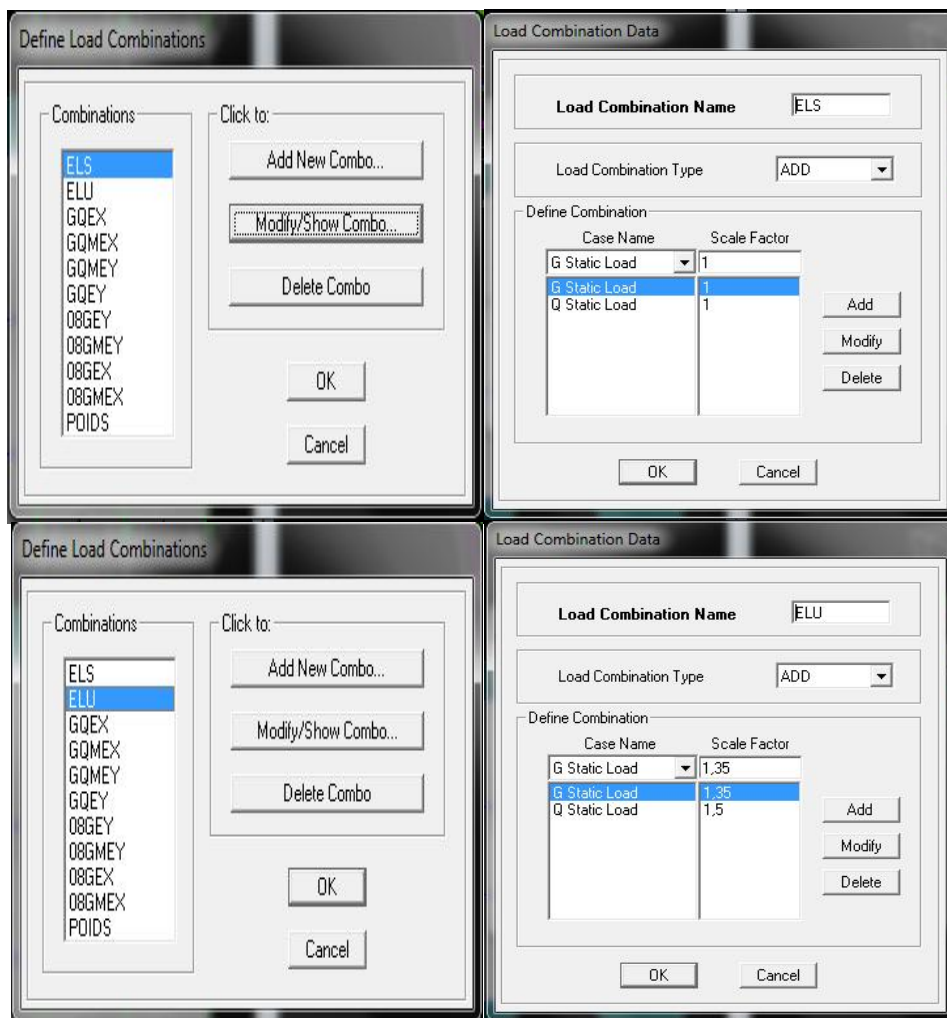 Define Load Combinations
Combinations
ELS
ELU
GQEX
GQMEX
GQMEY
GQEY
08GEY
08GMEY
08GEX
08GMEX
POIDS
Click to:
Add New Combo...
Modify/Show Combo...
Delete Combo
OK
Cancel
Load Combination Data
Load Combination Name ELS
Load Combination Type ADD
Define Combination
Case Name Scale Factor
G Static Load 1
G Static Load 1
Q Static Load 1
Add
Modify
Delete
OK Cancel
Define Load Combinations
Combinations
ELS
ELU
GQEX
GQMEX
GQMEY
GQEY
08GEY
08GMEY
08GEX
08GMEX
POIDS
Click to:
Add New Combo...
Modify/Show Combo...
Delete Combo
OK
Cancel
Load Combination Data
Load Combination Name ELU
Load Combination Type ADD
Define Combination
Case Name Scale Factor
G Static Load 1,35
G Static Load 1,35
Q Static Load 1,5
Add
Modify
Delete
OK Cancel